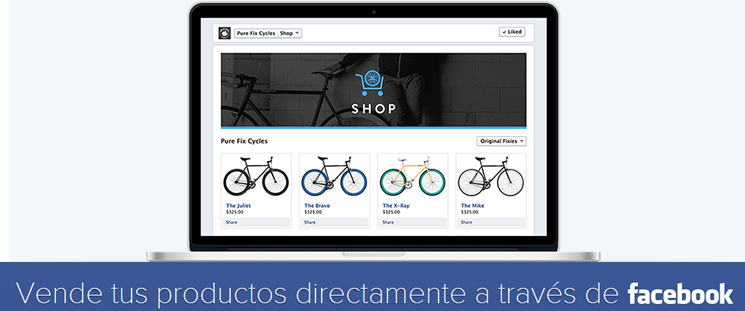 Pure Fix Cycles Shop
Liked
SHOP
Pure Fix Cycles
Original Fixies
The Juliet
$325.00
Share
The Bravo
$325.00
Share
The X-Ray
$325.00
Share
The Mike
$325.00
Share
Vende tus productos directamente a través de facebook